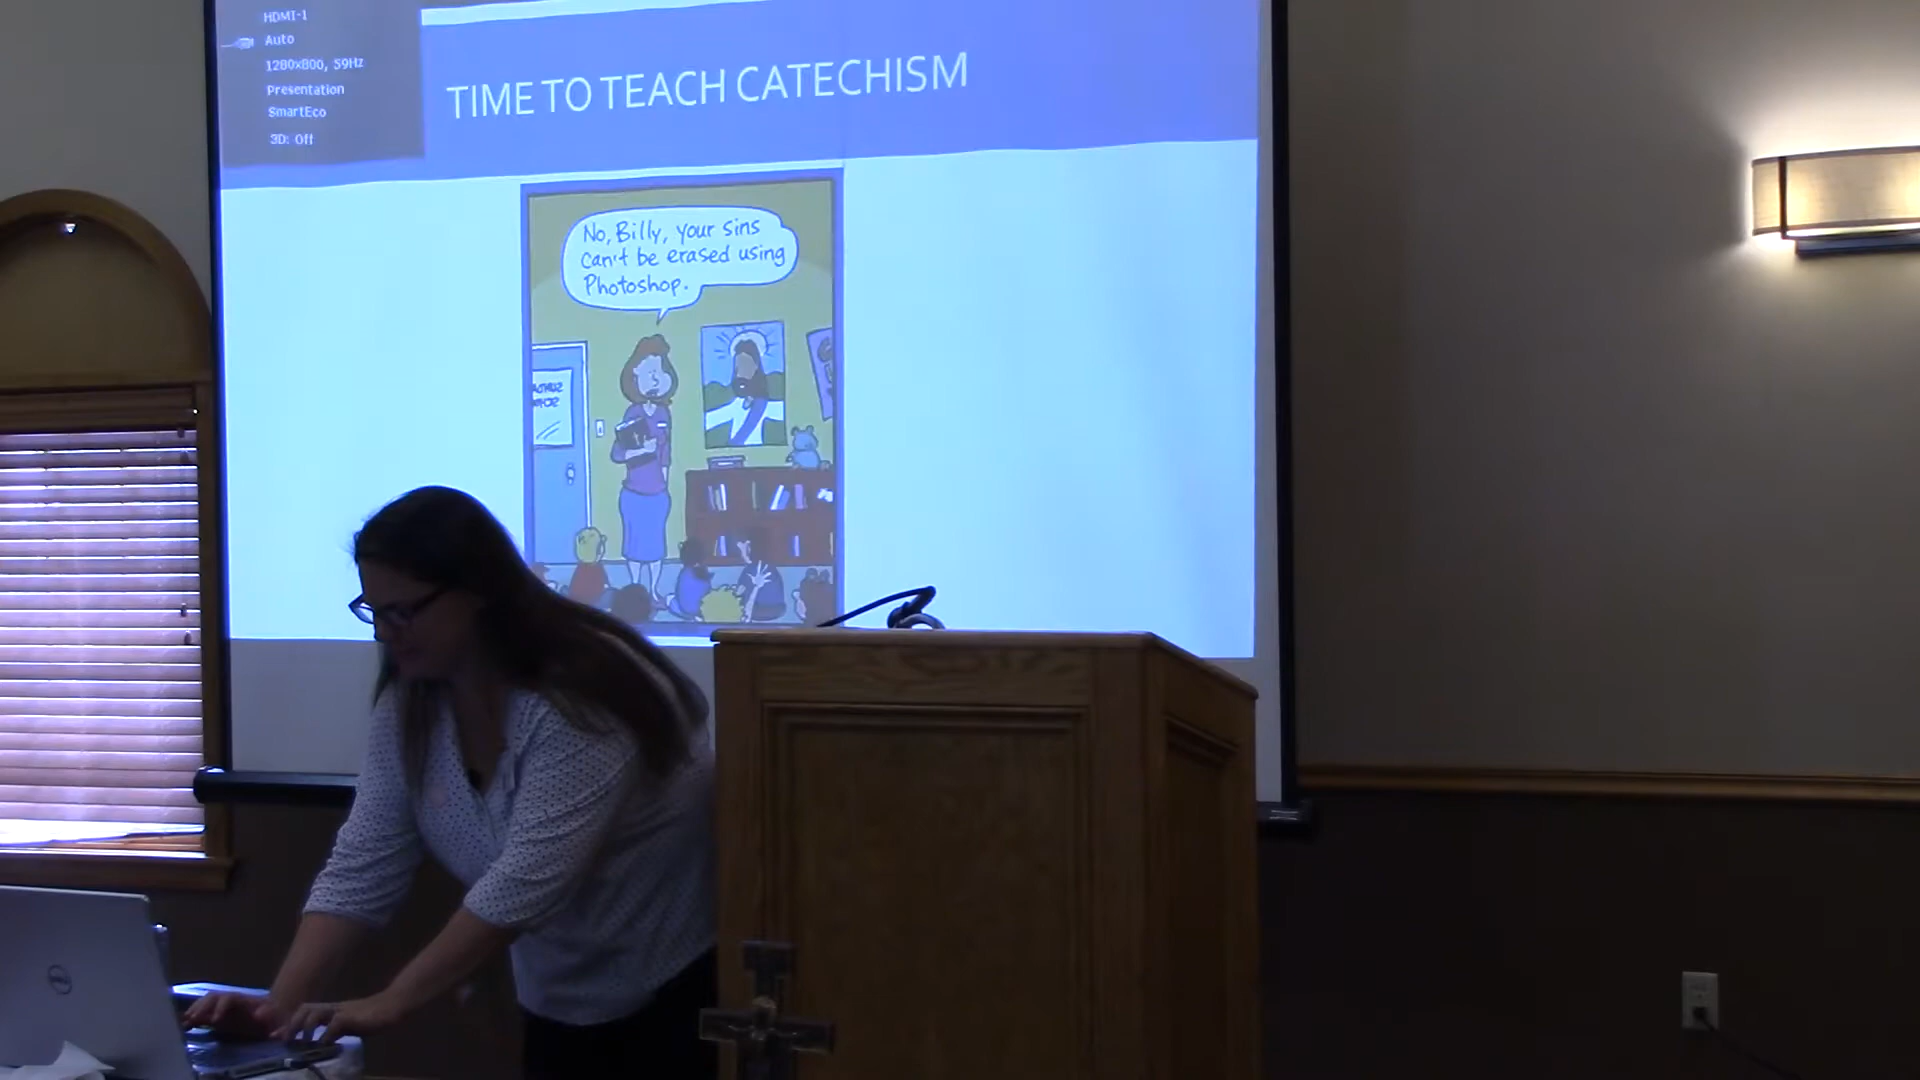 HDMI-1
Auto
1280x800, 59Hz
Presentation
SmartEco
3D: Off
TIME TO TEACH CATECHISM
No, Billy, your sins
can't be erased using
Photoshop.
DELL